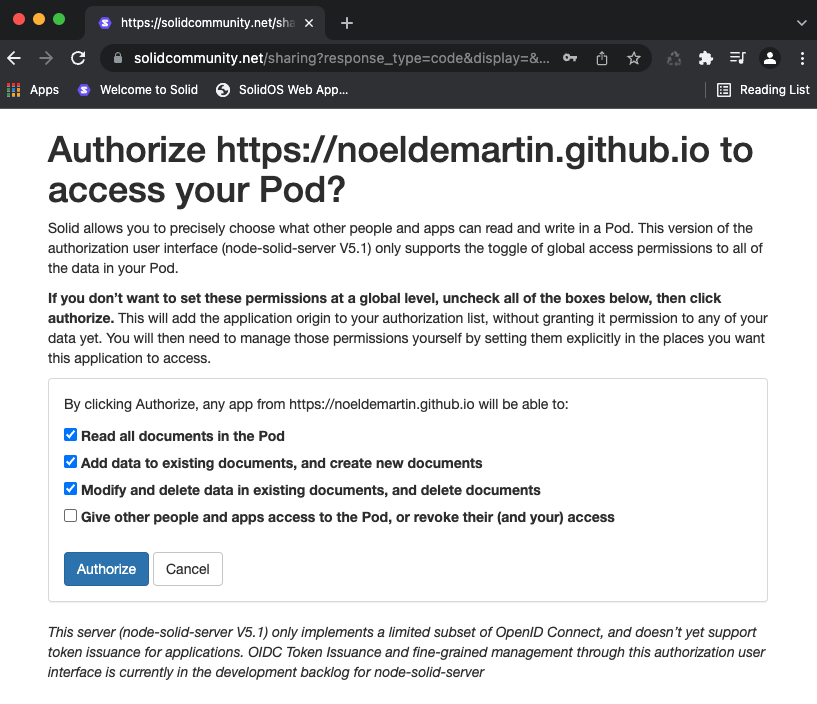 https://solidcommunity.net/sha
solidcommunity.net/sharing?response_type=code&display=&...
Apps
Welcome to Solid
SolidOS Web App...
Reading List
Authorize https://noeldemartin.github.io to
access your Pod?
Solid allows you to precisely choose what other people and apps can read and write in a Pod. This version of the
authorization user interface (node-solid-server V5.1) only supports the toggle of global access permissions to all of
the data in your Pod.
If you don’t want to set these permissions at a global level, uncheck all of the boxes below, then click
authorize. This will add the application origin to your authorization list, without granting it permission to any of your
data yet. You will then need to manage those permissions yourself by setting them explicitly in the places you want
this application to access.
By clicking Authorize, any app from https://noeldemartin.github.io will be able to:
Read all documents in the Pod
Add data to existing documents, and create new documents
Modify and delete data in existing documents, and delete documents
Give other people and apps access to the Pod, or revoke their (and your) access
Authorize Cancel
This server (node-solid-server V5.1) only implements a limited subset of OpenID Connect, and doesn’t yet support
token issuance for applications. OIDC Token Issuance and fine-grained management through this authorization user
interface is currently in the development backlog for node-solid-server